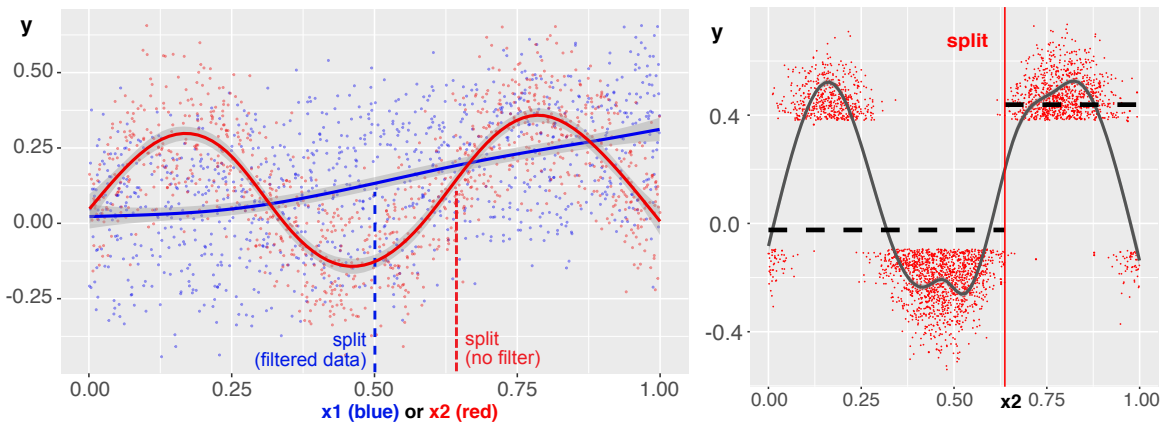 y
0.50
0.25
0.00
-0.25
split
(filtered data)
split
(no filter)
0.00 0.25 0.50 0.75 1.00
x1 (blue) or x2 (red)
y
split
0.4
0.0
-0.4
0.00 0.25 0.50 0.75 1.00
x2